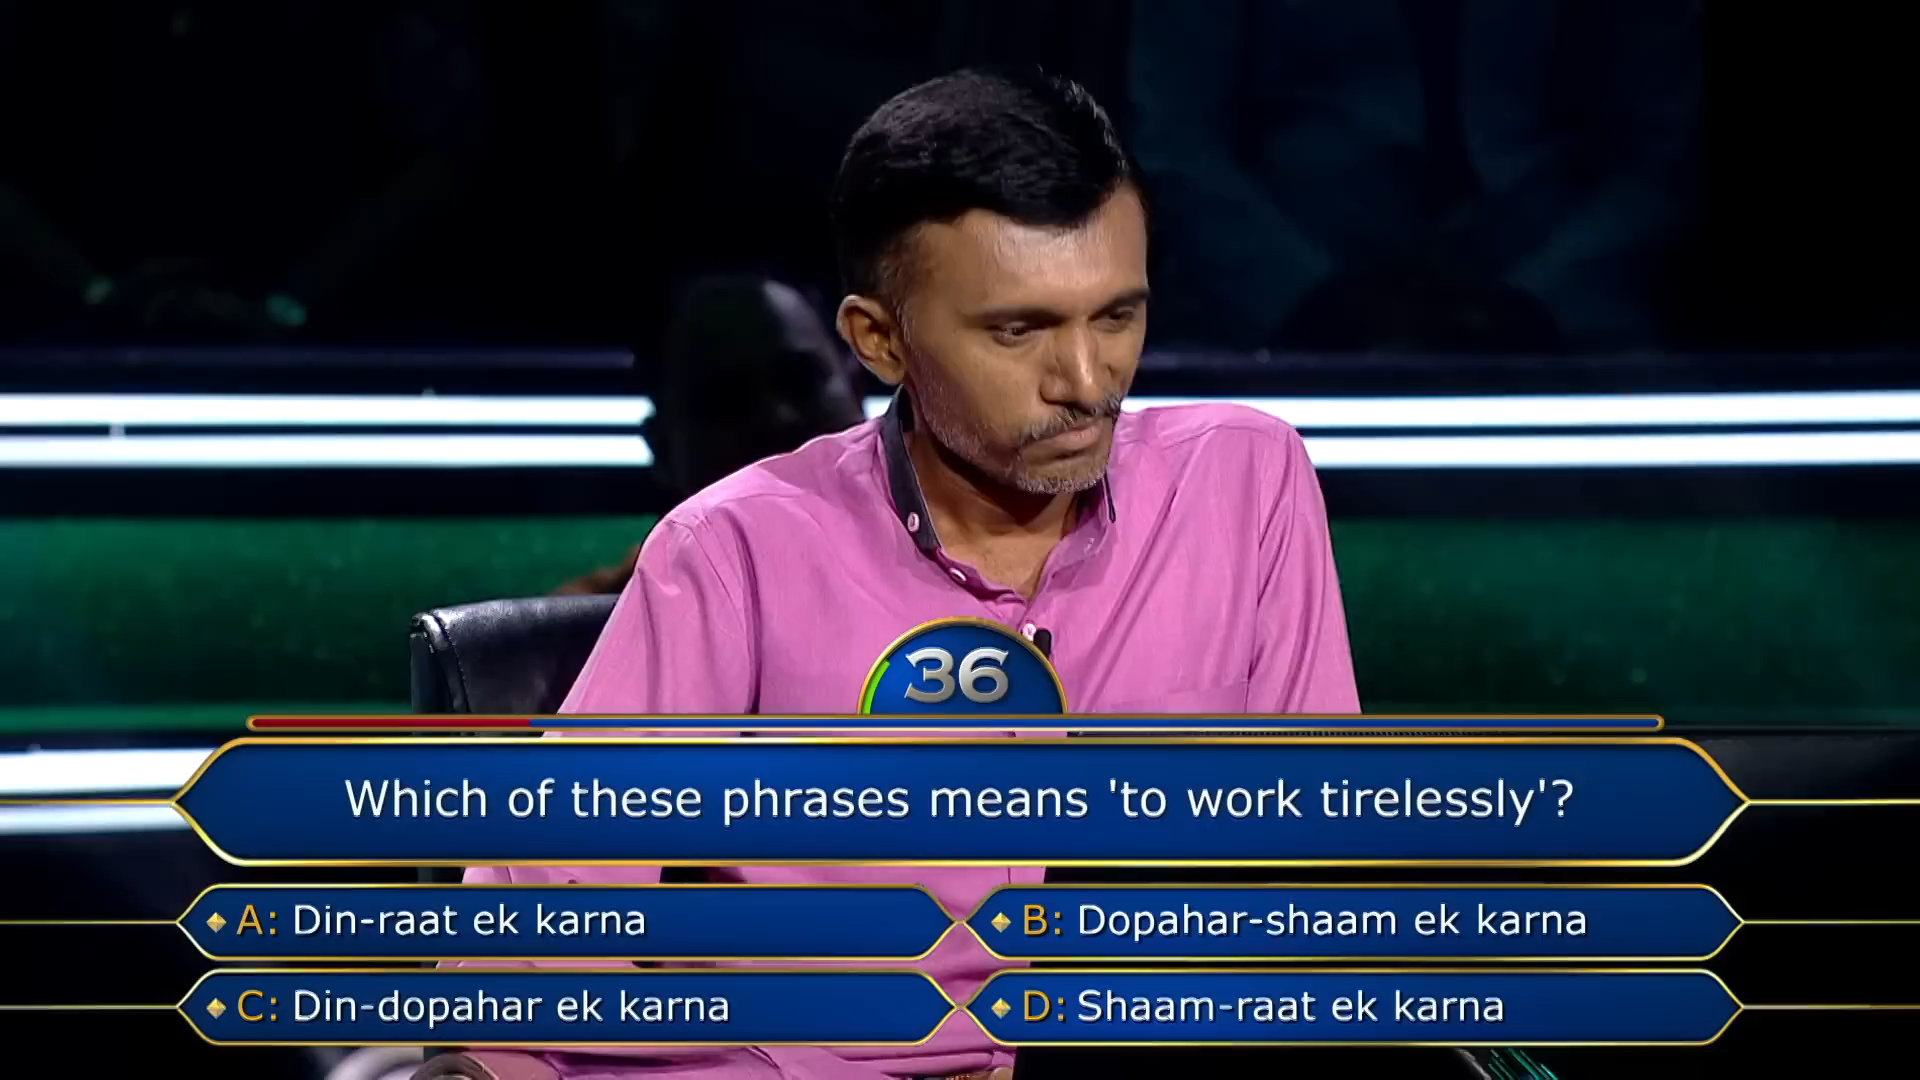 36
Which of these phrases means 'to work tirelessly'?
A: Din-raat ek karna
B: Dopahar-shaam ek karna
C: Din-dopahar ek karna
D: Shaam-raat ek karna